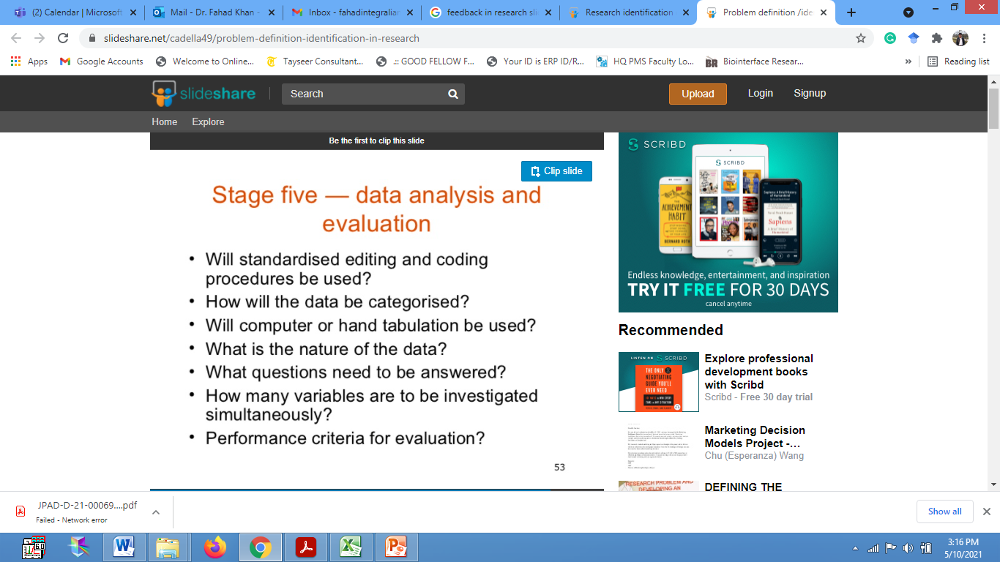 (2) Calendar | Microsoft
Mail - Dr. Fahad Khan -
Inbox - fahadintegralian
feedback in research sli
Research identification
Problem definition /ide
slideshare.net/cadella49/problem-definition-identification-in-research
Apps
Google Accounts
Welcome to Online...
Tayseer Consultant...
.:: GOOD FELLOW F...
Your ID is ERP ID/R...
HQ PMS Faculty Lo...
BR
Biointerface Resear...
»
Reading list
slideshare
Search
Upload
Login
Signup
Home
Explore
Be the first to clip this slide
Clip slide
Stage five — data analysis and
evaluation
• Will standardised editing and coding
procedures be used?
• How will the data be categorised?
• Will computer or hand tabulation be used?
• What is the nature of the data?
• What questions need to be answered?
• How many variables are to be investigated
simultaneously?
• Performance criteria for evaluation?
53
SCRIBD
SCRIBD
THE
ACHIEVEMENT
HABIT
BERNARD ROTH
Sapiens
Endless knowledge, entertainment, and inspiration
TRY IT FREE FOR 30 DAYS
cancel anytime
Recommended
LISTEN ON SCRIBD
THE ONLY
NEGOTIATING
GUIDE YOU'LL
EVER NEED
Explore professional
development books
with Scribd
Scribd - Free 30 day trial
Marketing Decision
Models Project -...
Chu (Esperanza) Wang
RESEARCH PROBLEM AND
DEVELOPING AN
DEFINING THE
JPAD-D-21-00069....pdf
Failed - Network error
Show all
3:16 PM
5/10/2021